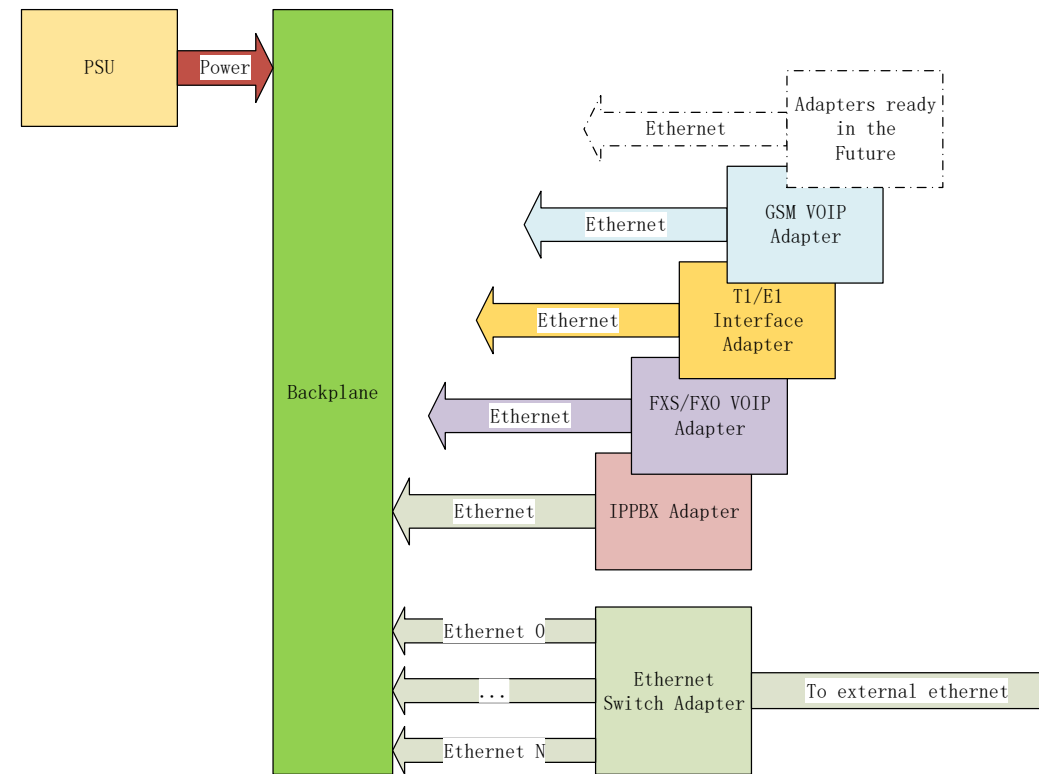 PSU
Power
Adapters ready
in the
Future
Ethernet
GSM VOIP
Adapter
Ethernet
T1/E1
Interface
Adapter
Ethernet
Backplane
FXS/FXO VOIP
Adapter
Ethernet
IPPBX Adapter
Ethernet
Ethernet 0
...
Ethernet N
Ethernet
Switch Adapter
To external ethernet